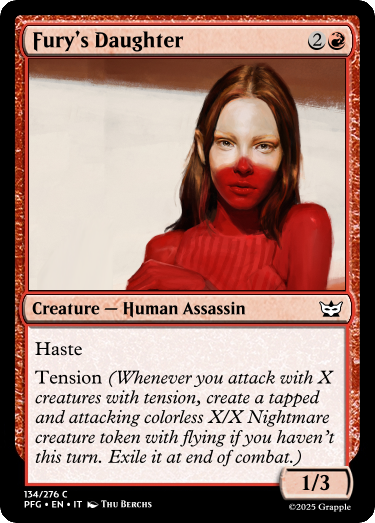 Fury's Daughter 2
Creature — Human Assassin
Haste
Tension (Whenever you attack with X
creatures with tension, create a tapped
and attacking colorless X/X Nightmare
creature token with flying if you haven't
this turn. Exile it at end of combat.)
1/3
134/276 C
PFG • EN • IT Thu Berchs
©2025 Grapple